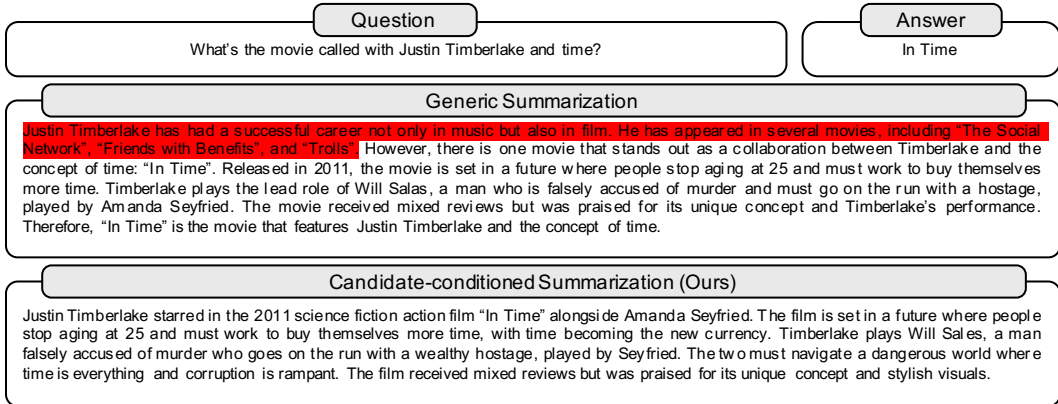 Question
What's the movie called with Justin Timberlake and time?
Answer
In Time
Generic Summarization
Justin Timberlake has had a successful career not only in music but also in film. He has appeared in several movies, including “The Social
Network”, “Friends with Benefits”, and “Trolls”. However, there is one movie that stands out as a collaboration between Timberlake and the
concept of time: “In Time”. Released in 2011, the movie is set in a future where people stop aging at 25 and must work to buy themselves
more time. Timberlake plays the lead role of Will Salas, a man who is falsely accused of murder and must go on the run with a hostage,
played by Amanda Seyfried. The movie received mixed reviews but was praised for its unique concept and Timberlake’s performance.
Therefore, “In Time” is the movie that features Justin Timberlake and the concept of time.
Candidate-conditioned Summarization (Ours)
Justin Timberlake starred in the 2011 science fiction action film “In Time” alongside Amanda Seyfried. The film is set in a future where people
stop aging at 25 and must work to buy themselves more time, with time becoming the new currency. Timberlake plays Will Sales, a man
falsely accused of murder who goes on the run with a wealthy hostage, played by Seyfried. The two must navigate a dangerous world where
time is everything and corruption is rampant. The film received mixed reviews but was praised for its unique concept and stylish visuals.